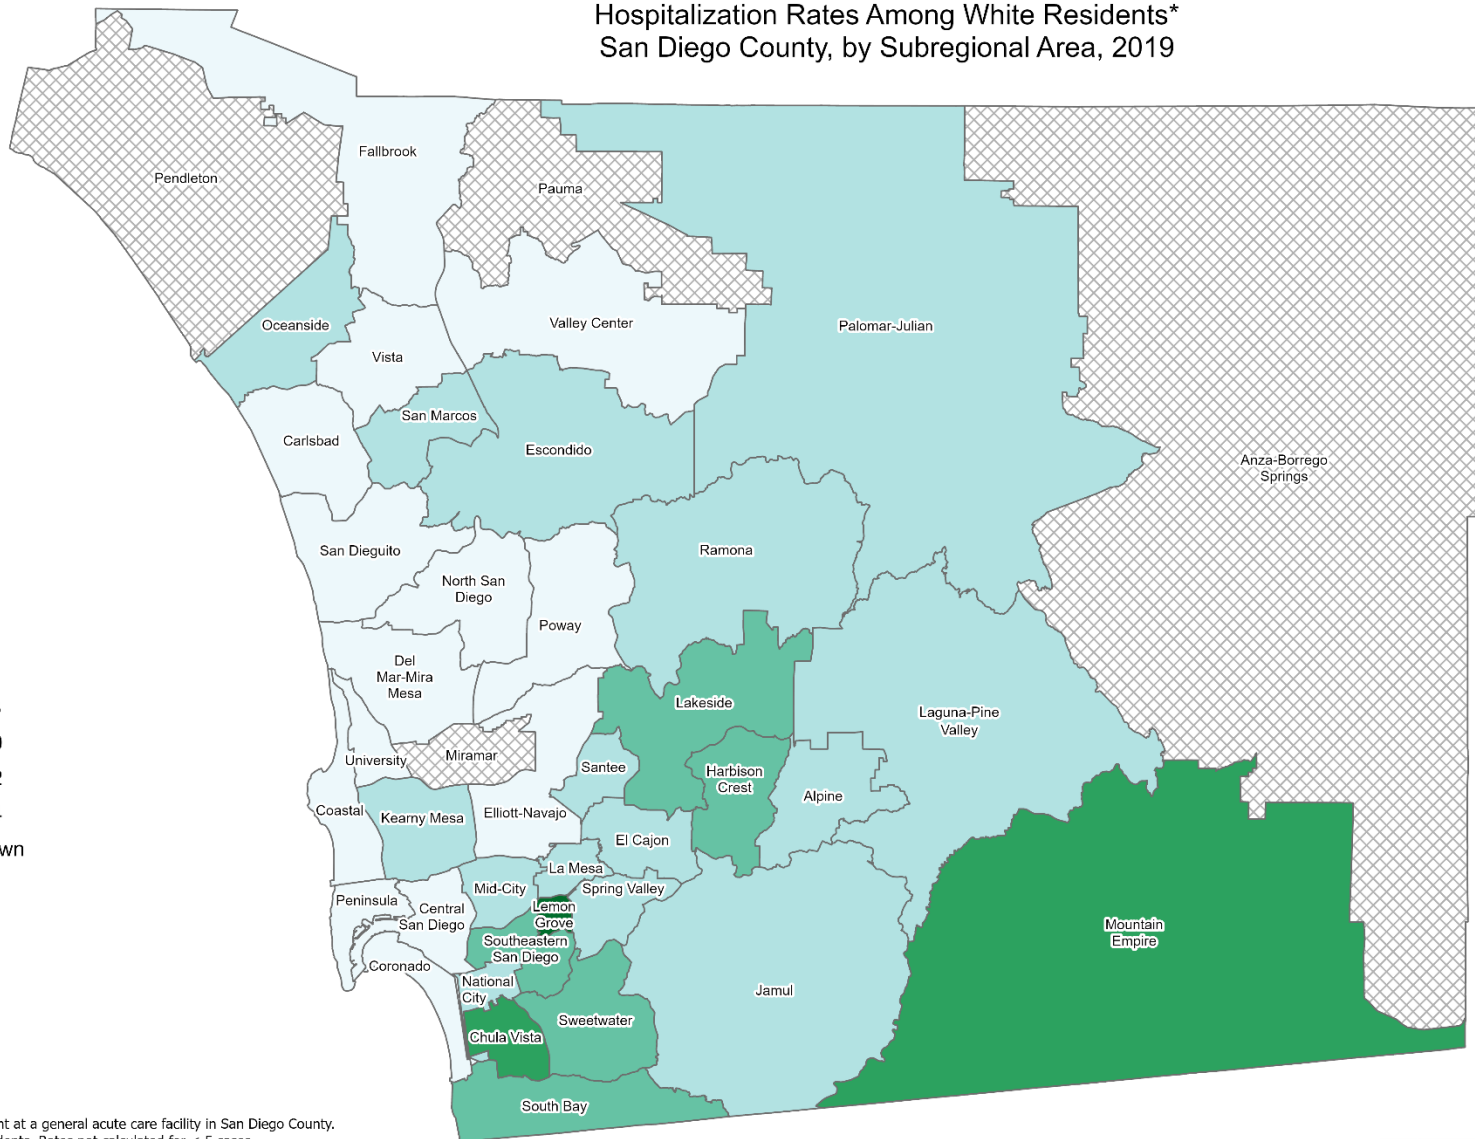 Hospitalization Rates Among White Residents*
San Diego County, by Subregional Area, 2019
Fallbrook
Pendleton
Pauma
Oceanside
Valley Center
Palomar-Julian
Vista
San Marcos
Carlsbad
Escondido
Anza-Borrego
Springs
San Dieguito
Ramona
North San
Diego
Poway
Del
Mar-Mira
Mesa
Lakeside
Laguna-Pine
Valley
University
Miramar
Santee
Harbison
Crest
Alpine
Coastal
Kearny Mesa
Elliott-Navajo
El Cajon
wn
La Mesa
Mid-City
Spring Valley
Peninsula
Central
San Diego
Lemon
Grove
Mountain
Empire
Southeastern
San Diego
Coronado
National
City
Jamul
Sweetwater
Chula Vista
South Bay
nt at a general acute care facility in San Diego County.